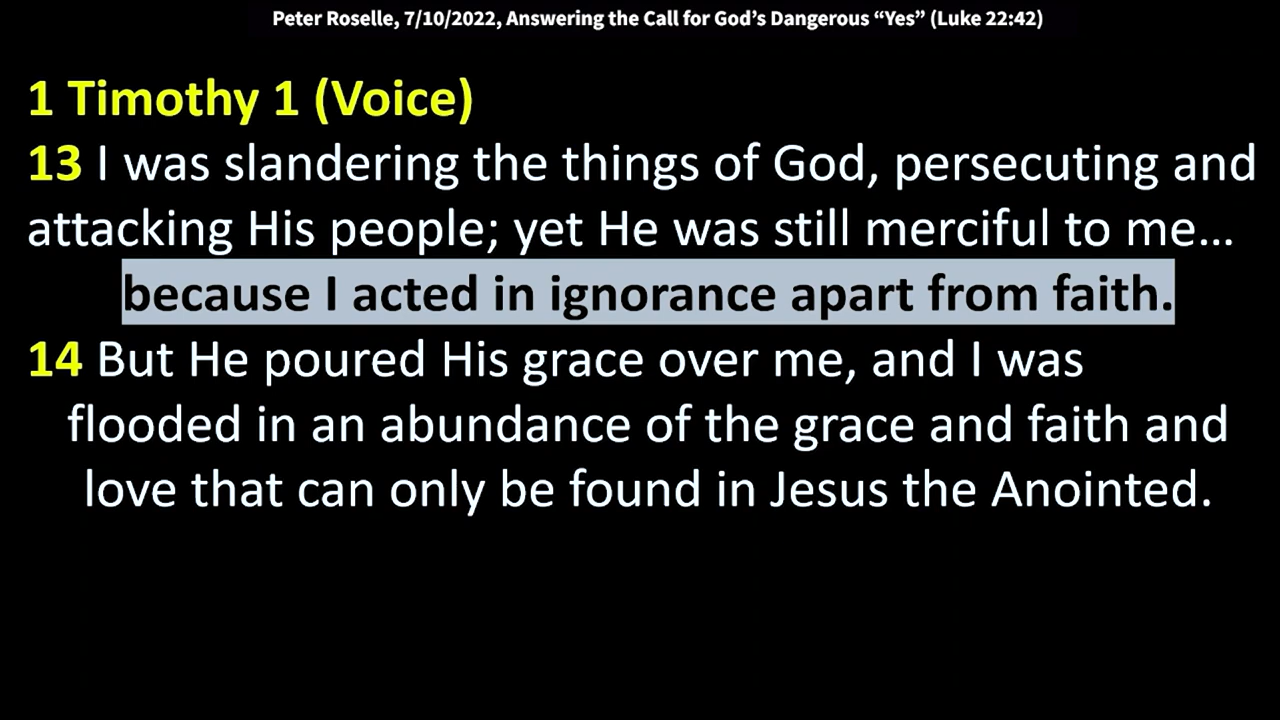 Peter Roselle, 7/10/2022, Answering the Call for God’s Dangerous “Yes” (Luke 22:42)
1 Timothy 1 (Voice)
13 I was slandering the things of God, persecuting and
attacking His people; yet He was still merciful to me…
because I acted in ignorance apart from faith.
14 But He poured His grace over me, and I was
flooded in an abundance of the grace and faith and
love that can only be found in Jesus the Anointed.